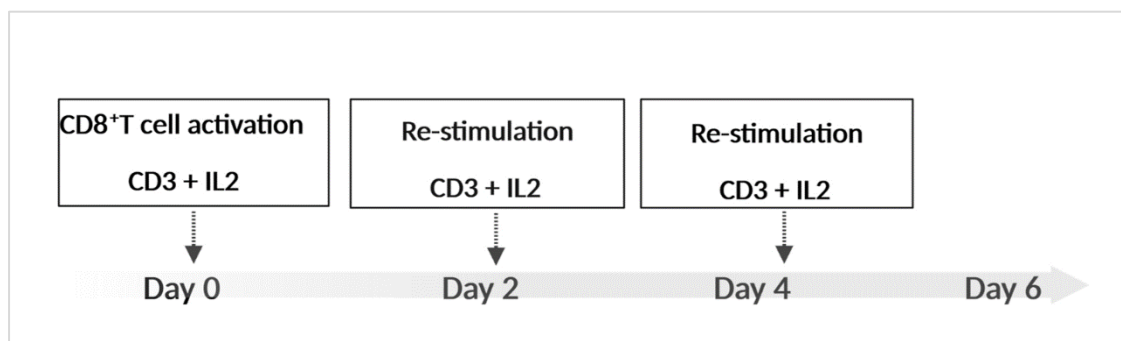 CD8⁺T cell activation
CD3 + IL2
Re-stimulation
CD3 + IL2
Re-stimulation
CD3 + IL2
Day 0
Day 2
Day 4
Day 6